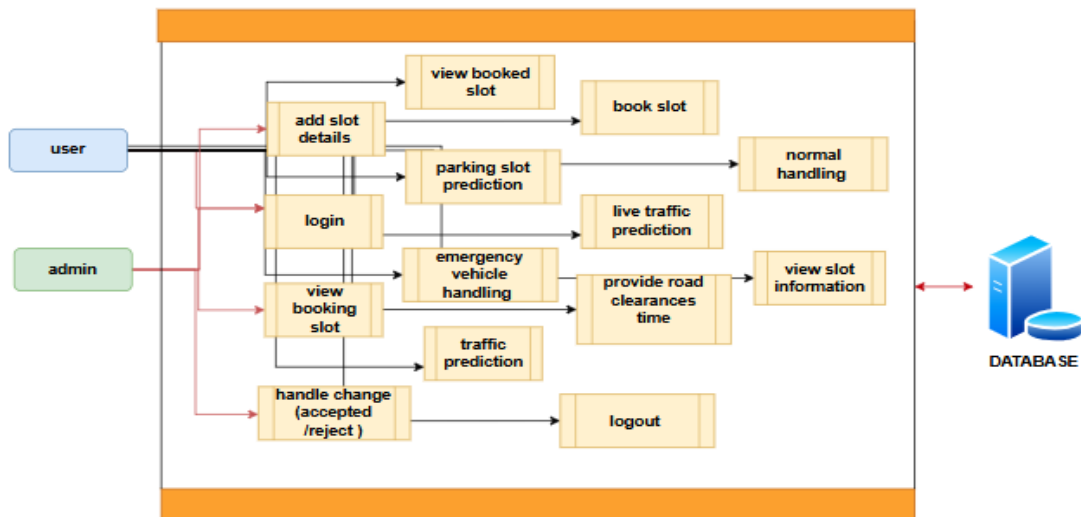 view booked
slot
book slot
add slot
details
user
parking slot
prediction
normal
handling
login
live traffic
prediction
admin
emergency
vehicle
handling
view slot
information
view
booking
slot
provide road
clearances
time
traffic
prediction
DATABASE
handle change
(accepted
/reject )
logout